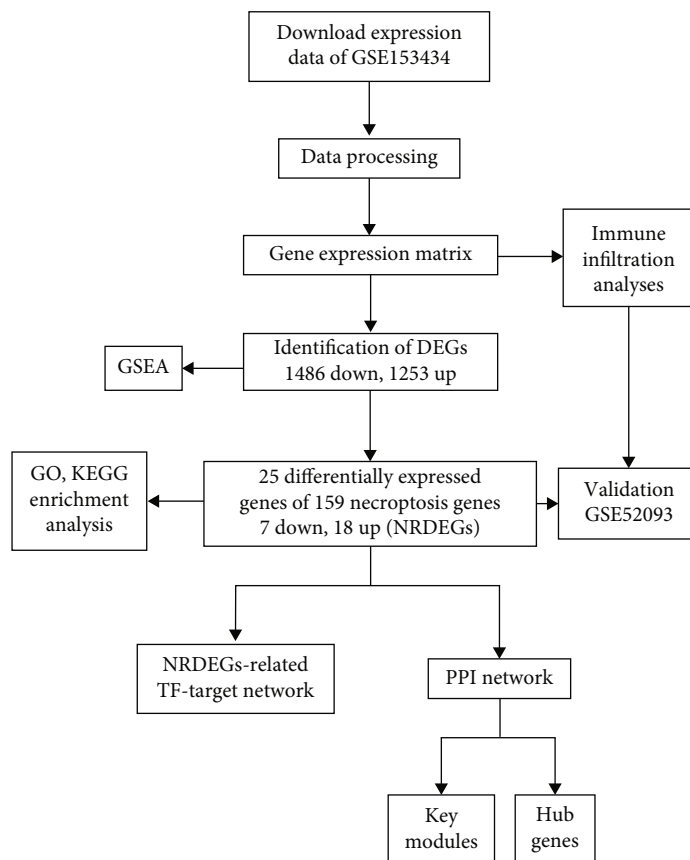 Download expression
data of GSE153434
Data processing
Gene expression matrix
Immune
infiltration
analyses
Identification of DEGs
1486 down, 1253 up
GSEA
25 differentially expressed
genes of 159 necroptosis genes
7 down, 18 up (NRDEGs)
GO, KEGG
enrichment
analysis
Validation
GSE52093
NRDEGs-related
TF-target network
PPI network
Key
modules
Hub
genes